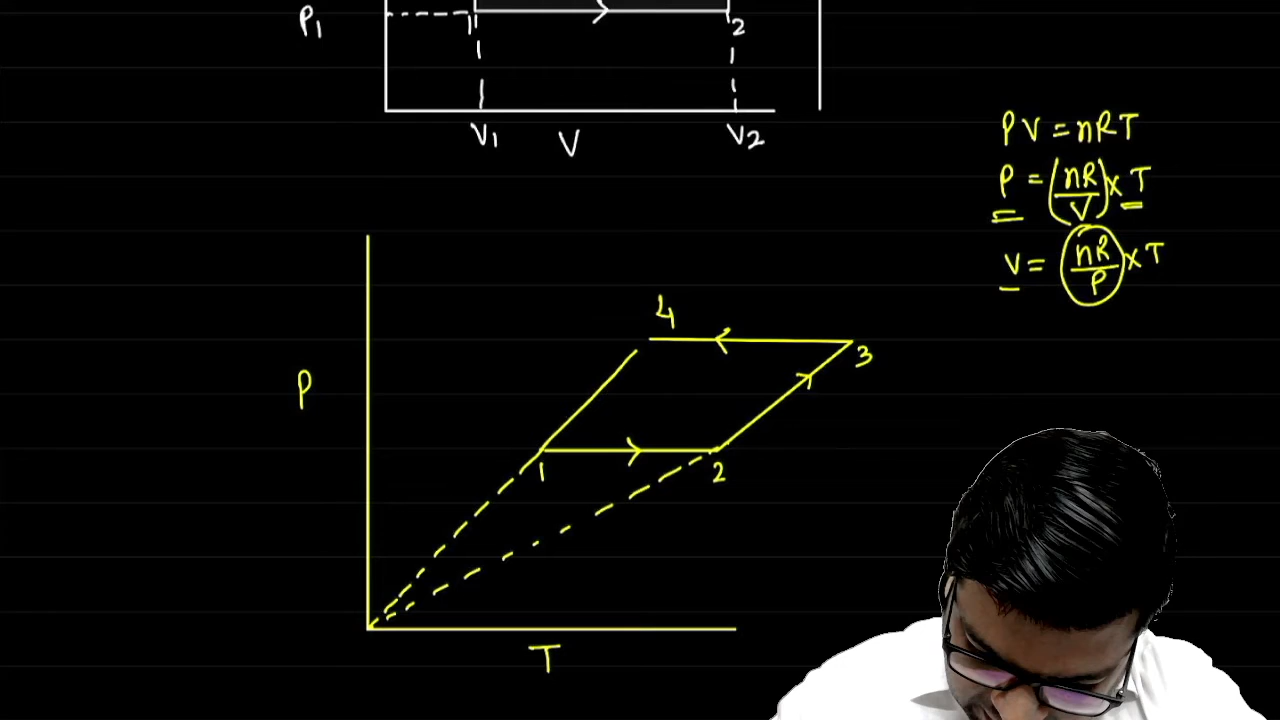 P1
1
2
V1
V
V2
PV = nRT
P = (nR/V) × T
V = (nR/P) × T
4
3
P
1
2
T